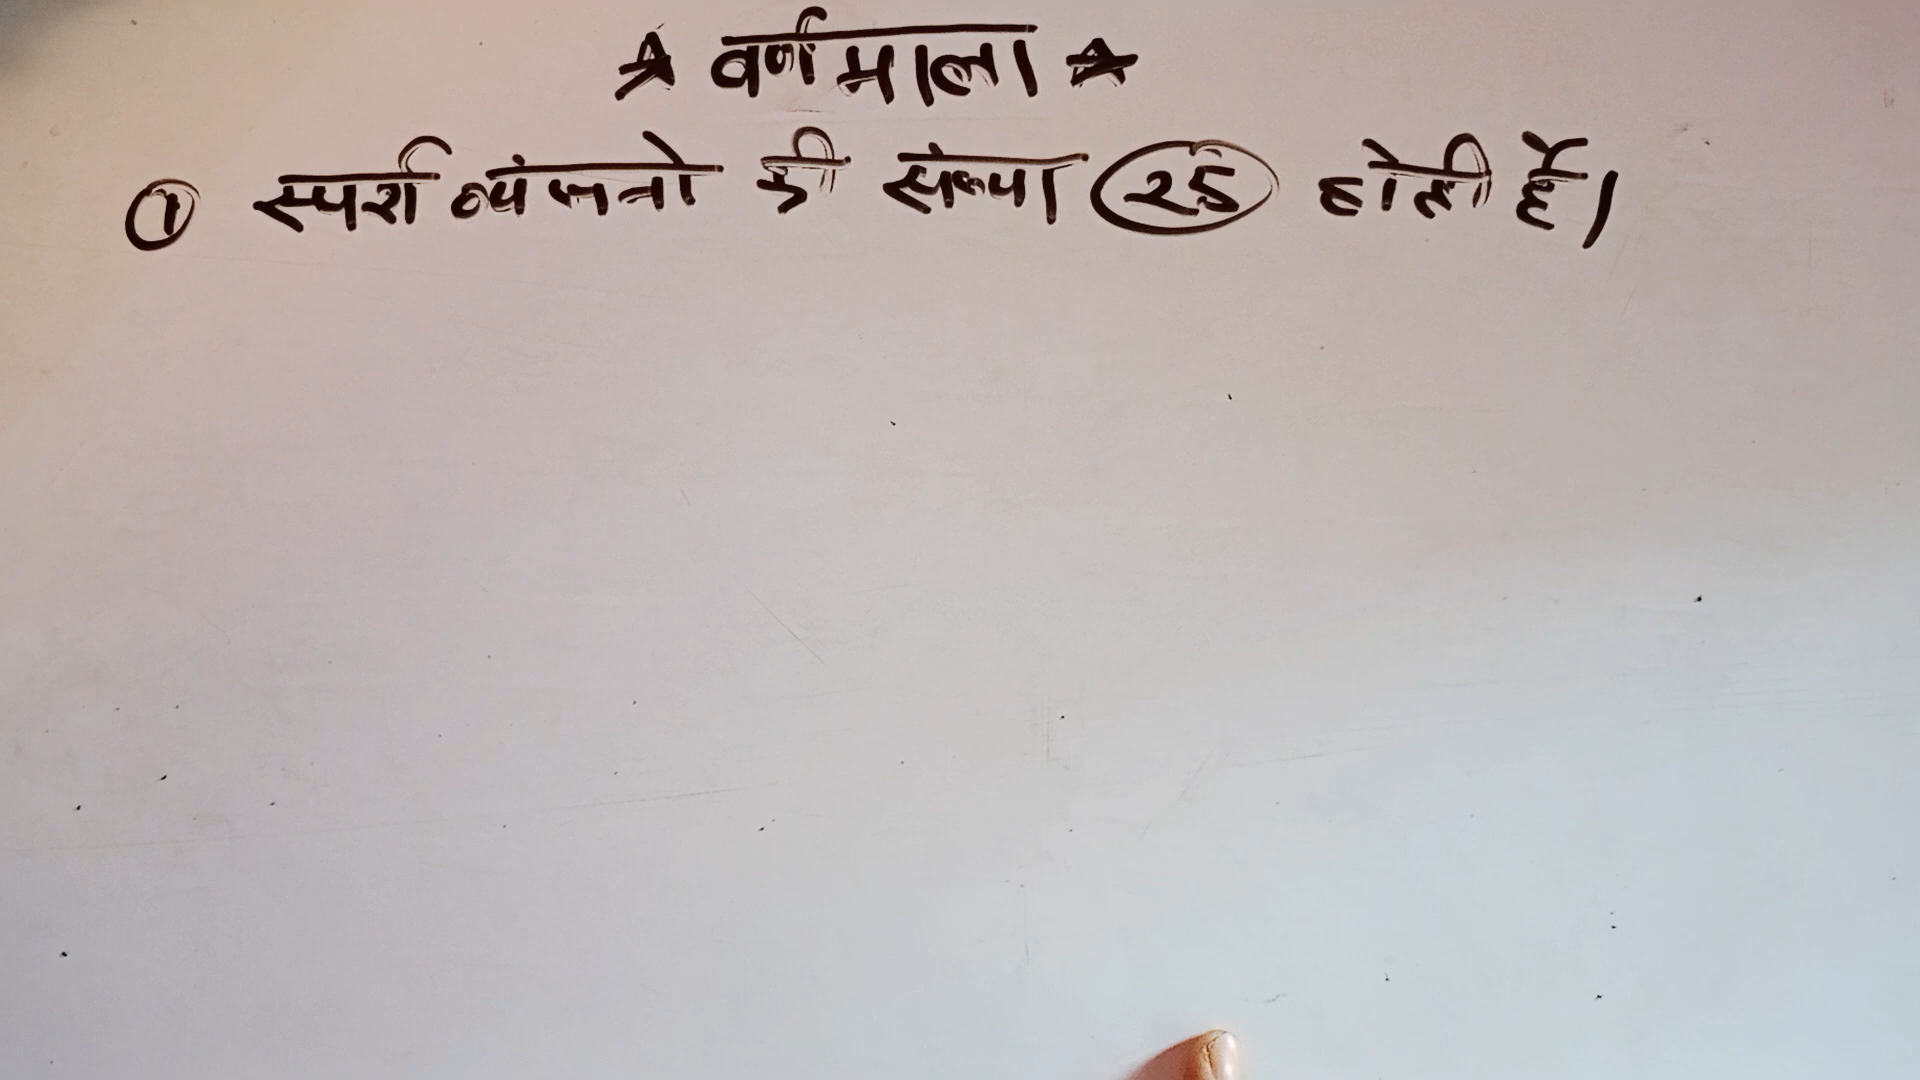 ★ वर्णमाला ★
① स्पर्श व्यंजनो की संख्या 25 होती हैं।